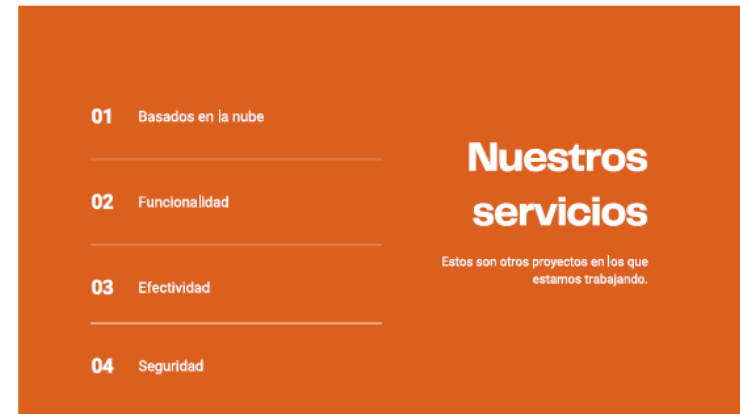 01 Basados en la nube
02 Funcionalidad
03 Efectividad
04 Seguridad
Nuestros
servicios
Estos son otros proyectos en los que
estamos trabajando.